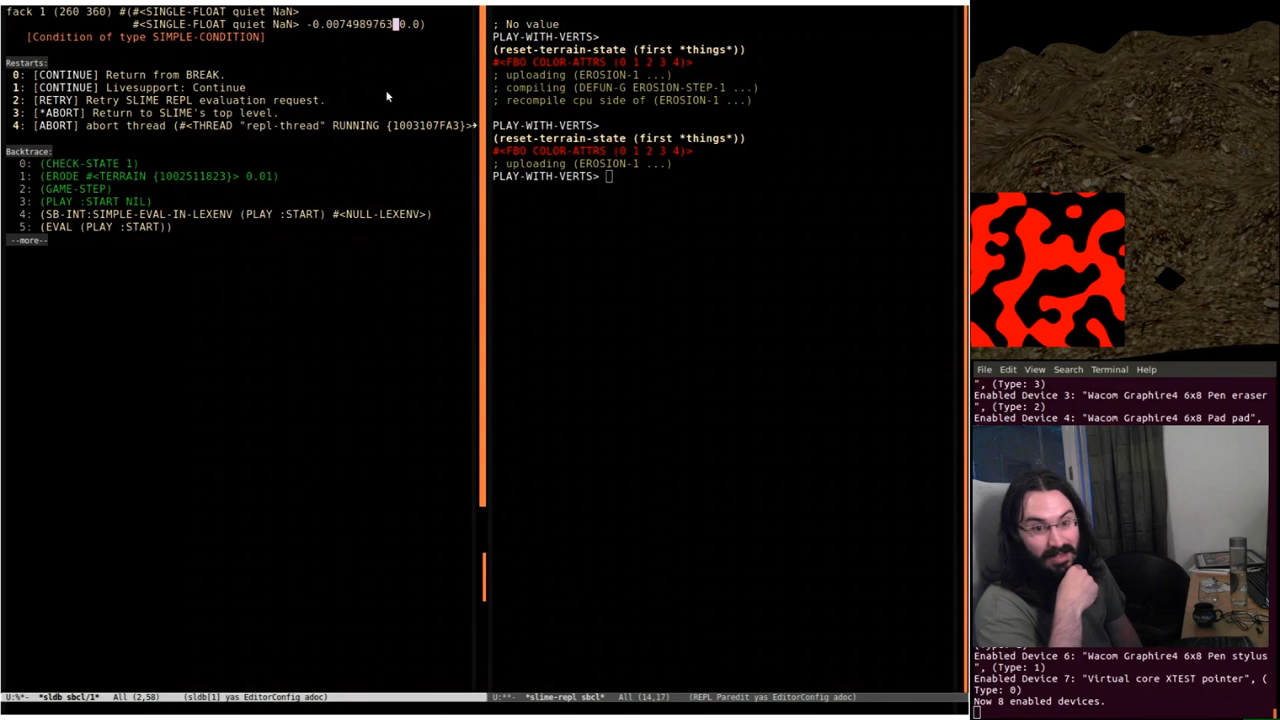 fack 1 (260 360) #(#<SINGLE-FLOAT quiet NaN>
#<SINGLE-FLOAT quiet NaN> -0.0074989763 0.0)
[Condition of type SIMPLE-CONDITION]
Restarts:
0: [CONTINUE] Return from BREAK.
1: [CONTINUE] Livesupport: Continue
2: [RETRY] Retry SLIME REPL evaluation request.
3: [*ABORT] Return to SLIME's top level.
4: [ABORT] abort thread (#<THREAD "repl-thread" RUNNING {1003107FA3}>
Backtrace:
0: (CHECK-STATE 1)
1: (ERODE #<TERRAIN {1002511823}> 0.01)
2: (GAME-STEP)
3: (PLAY :START NIL)
4: (SB-INT:SIMPLE-EVAL-IN-LEXENV (PLAY :START) #<NULL-LEXENV>)
5: (EVAL (PLAY :START))
--more--
U:%*- *sldb sbcl/1* All (2,58) (sldb[1] yas EditorConfig adoc)
; No value
PLAY-WITH-VERTS>
(reset-terrain-state (first *things*))
#<FBO COLOR-ATTRS (0 1 2 3 4)>
; uploading (EROSION-1 ...)
; compiling (DEFUN-G EROSION-STEP-1 ...)
; recompile cpu side of (EROSION-1 ...)
PLAY-WITH-VERTS>
(reset-terrain-state (first *things*))
#<FBO COLOR-ATTRS (0 1 2 3 4)>
; uploading (EROSION-1 ...)
PLAY-WITH-VERTS>
U:**- *slime-repl sbcl* All (14,17) (REPL Paredit yas EditorConfig adoc)
File Edit View Search Terminal Help
", (Type: 3)
Enabled Device 3: "Wacom Graphire4 6x8 Pen eraser
", (Type: 2)
Enabled Device 4: "Wacom Graphire4 6x8 Pad pad",
Enabled Device 6: "Wacom Graphire4 6x8 Pen stylus
", (Type: 1)
Enabled Device 7: "Virtual core XTEST pointer", (
Type: 0)
Now 8 enabled devices.